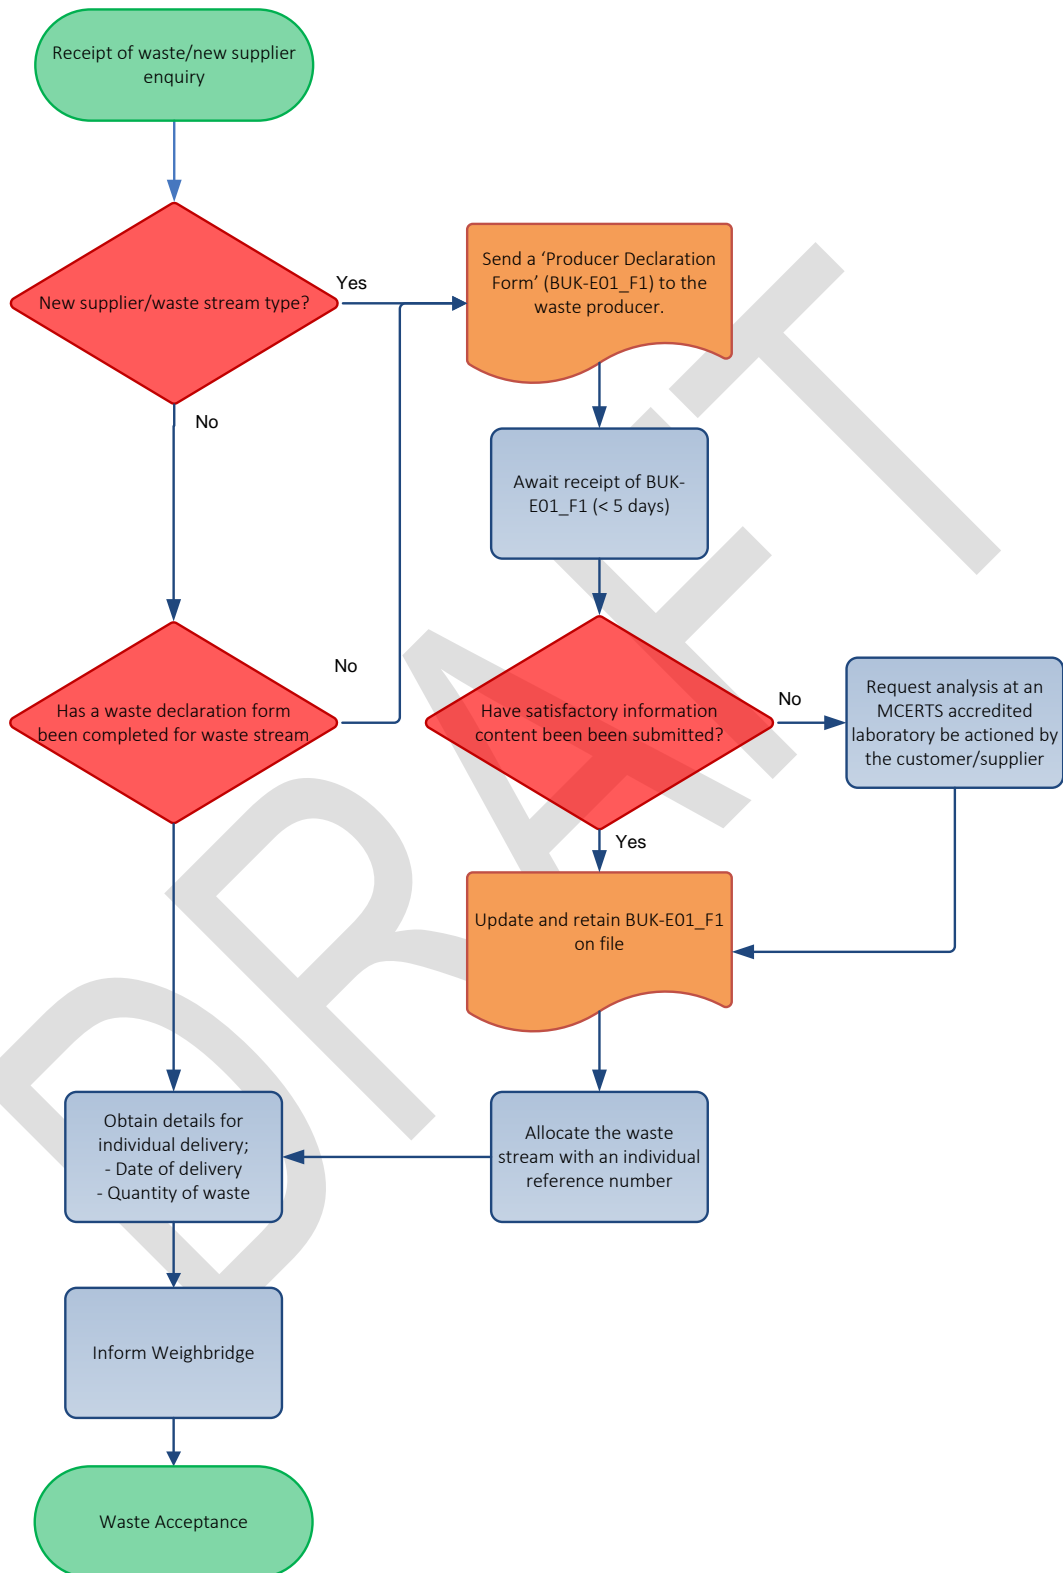 Receipt of waste/new supplier
enquiry
New supplier/waste stream type?
Yes
No
Send a ‘Producer Declaration
Form’ (BUK-E01_F1) to the
waste producer.
Await receipt of BUK-
E01_F1 (< 5 days)
Has a waste declaration form
been completed for waste stream
No
Have satisfactory information
content been been submitted?
No
Yes
Request analysis at an
MCERTS accredited
laboratory be actioned by
the customer/supplier
Update and retain BUK-E01_F1
on file
Obtain details for
individual delivery;
- Date of delivery
- Quantity of waste
Allocate the waste
stream with an individual
reference number
Inform Weighbridge
Waste Acceptance
DRAFT